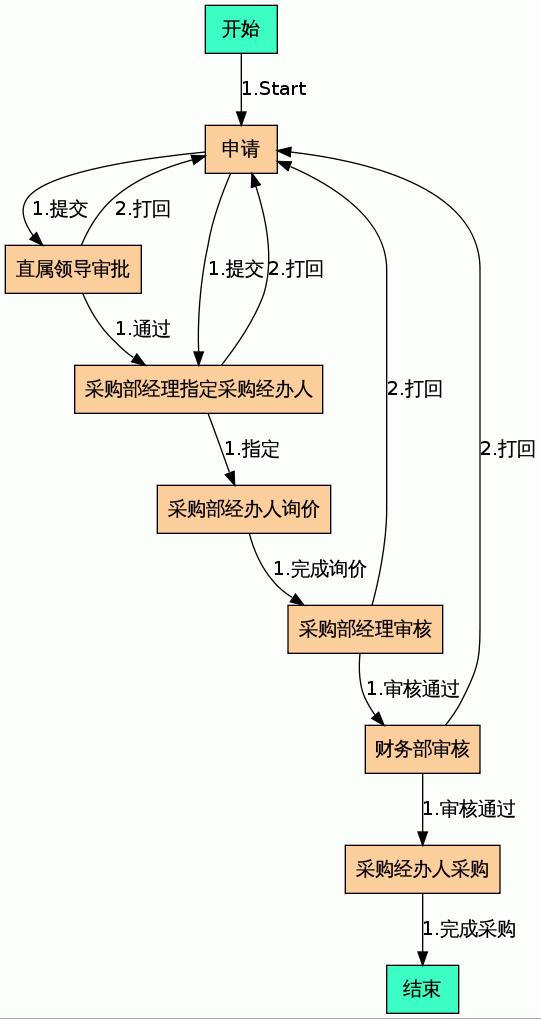 开始
1.Start
申请
1.提交
2.打回
直属领导审批
1.提交
2.打回
1.通过
采购部经理指定采购经办人
2.打回
1.指定
2.打回
采购部经办人询价
1.完成询价
采购部经理审核
1.审核通过
财务部审核
1.审核通过
采购经办人采购
1.完成采购
结束